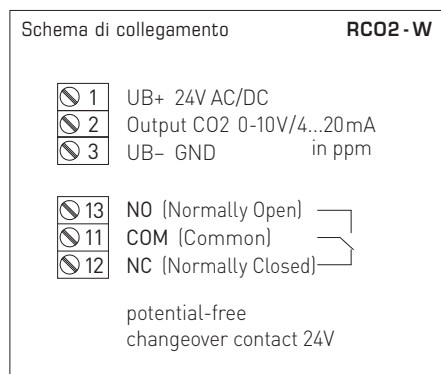 Schema di collegamento RCO2-W
1 UB+ 24V AC/DC
2 Output CO2 0-10V/4...20mA
3 UB– GND in ppm
13 NO (Normally Open)
11 COM (Common)
12 NC (Normally Closed)
potential-free
changeover contact 24V